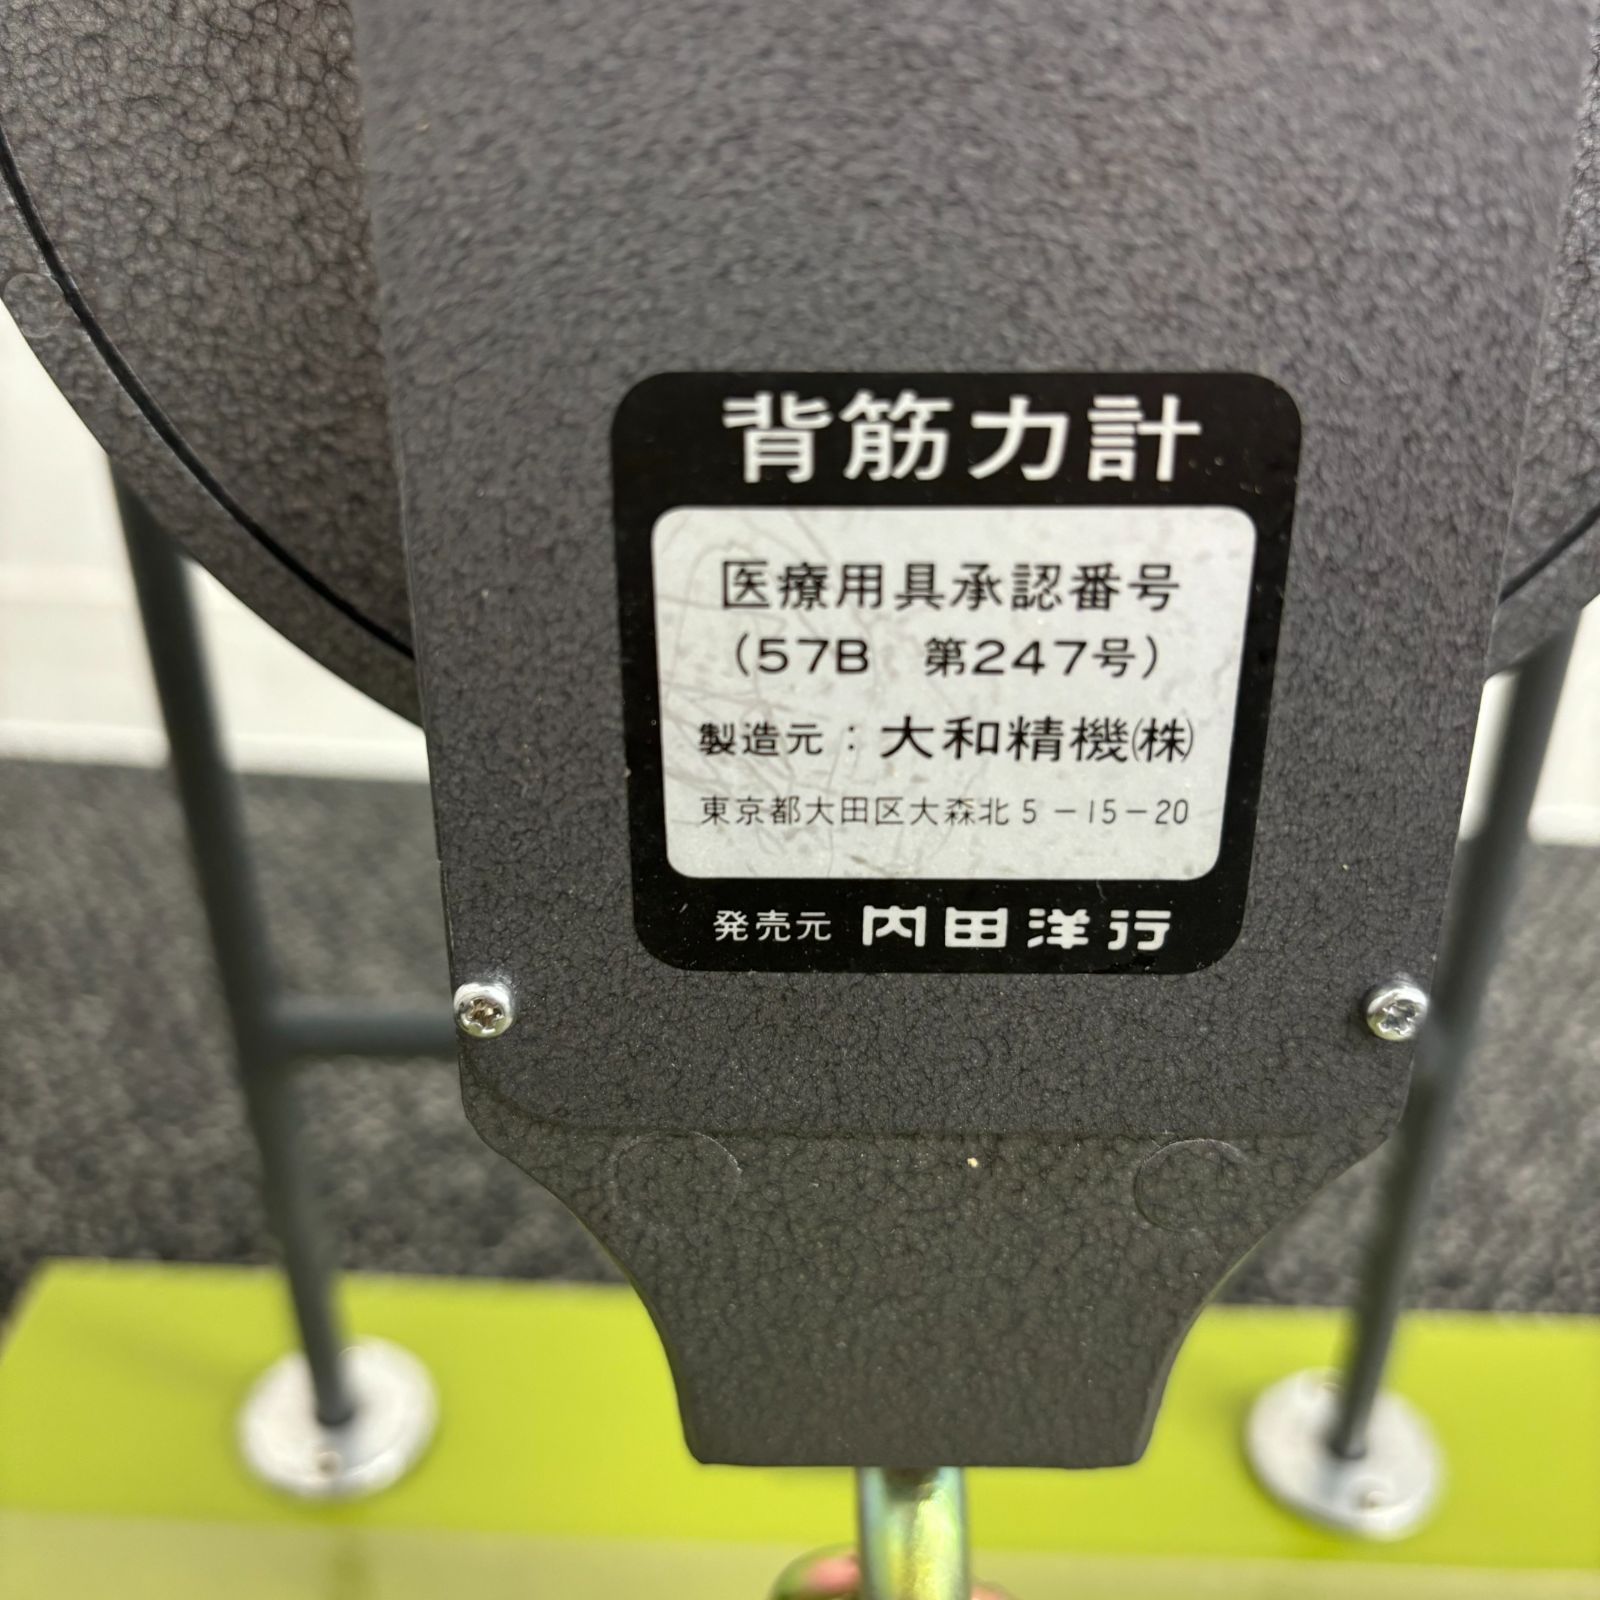 背筋力計
医療用具承認番号
(57B 第247号)
製造元：大和精機(株)
東京都大田区大森北5-15-20
発売元 内田洋行